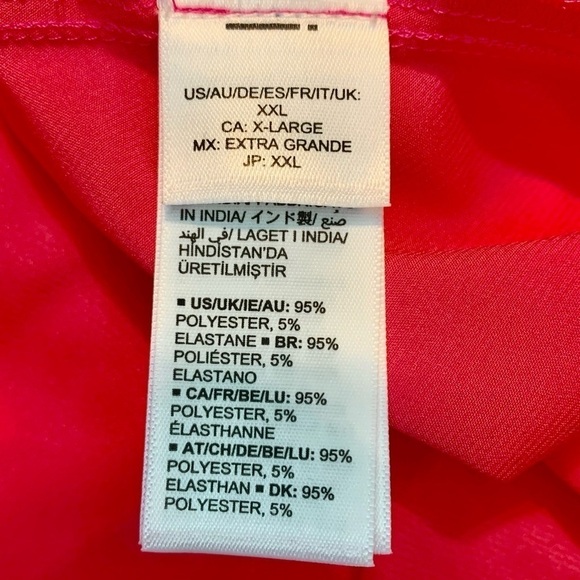 US/AU/DE/ES/FR/IT/UK:
XXL
CA: X-LARGE
MX: EXTRA GRANDE
JP: XXL
IN INDIA/ インド製/ صنع
في الهند/ LAGET I INDIA/
HINDISTAN'DA
ÜRETİLMİŞTİR
■ US/UK/IE/AU: 95%
POLYESTER, 5%
ELASTANE ■ BR: 95%
POLIÉSTER, 5%
ELASTANO
■ CA/FR/BE/LU: 95%
POLYESTER, 5%
ÉLASTHANNE
■ AT/CH/DE/BE/LU: 95%
POLYESTER, 5%
ELASTHAN ■ DK: 95%
POLYESTER, 5%